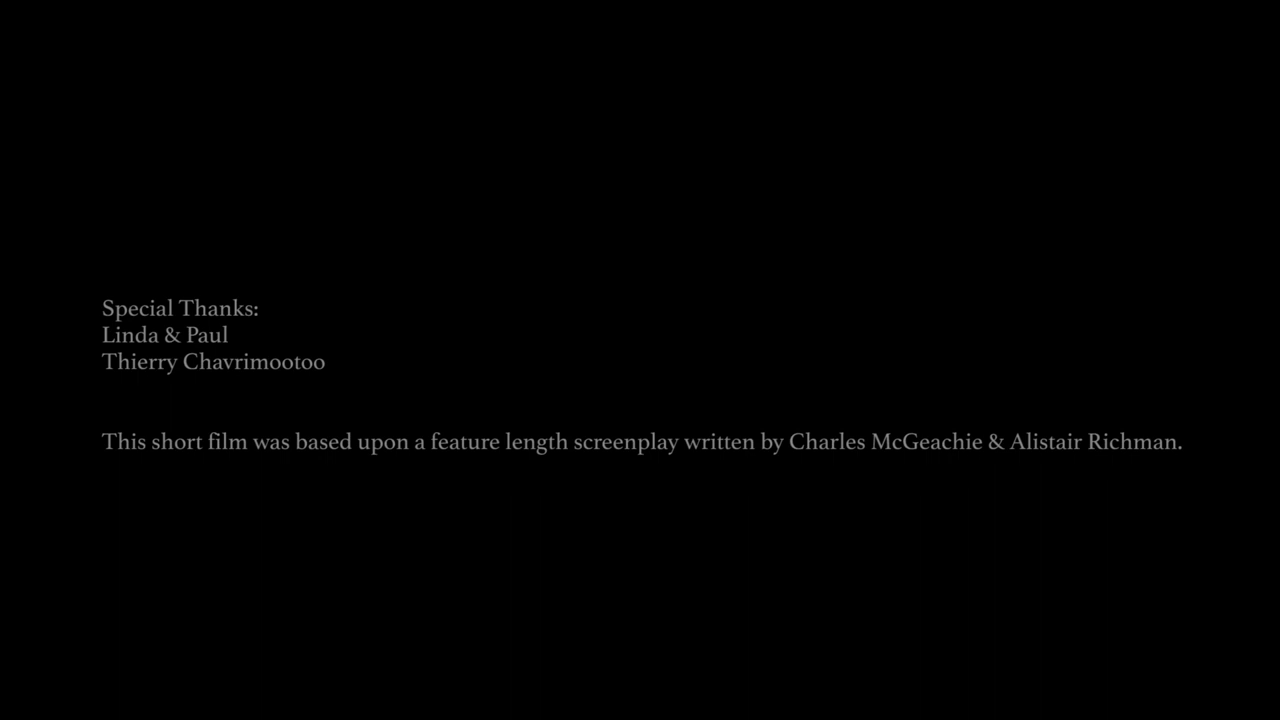 Special Thanks:
Linda & Paul
Thierry Chavrimootoo
This short film was based upon a feature length screenplay written by Charles McGeachie & Alistair Richman.